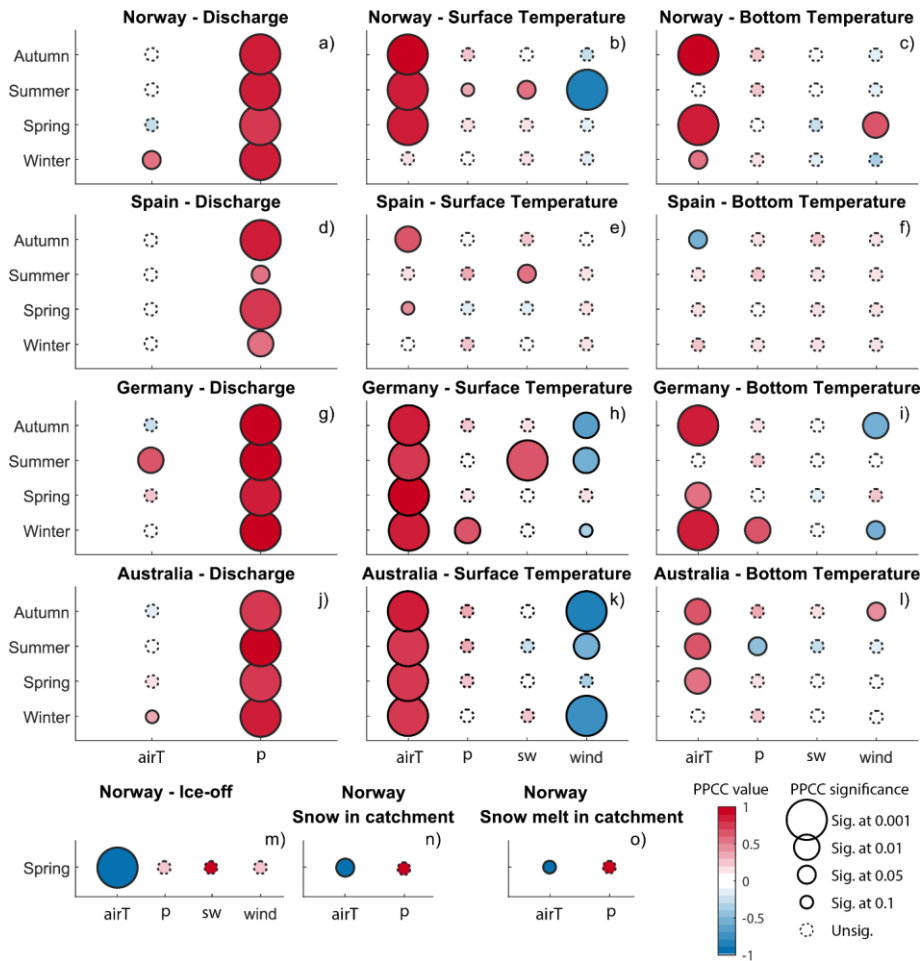 Norway - Discharge
Norway - Surface Temperature
Norway - Bottom Temperature
a)
b)
c)
Autumn
Summer
Spring
Winter
Spain - Discharge
Spain - Surface Temperature
Spain - Bottom Temperature
d)
e)
f)
Autumn
Summer
Spring
Winter
Germany - Discharge
Germany - Surface Temperature
Germany - Bottom Temperature
g)
h)
i)
Autumn
Summer
Spring
Winter
Australia - Discharge
Australia - Surface Temperature
Australia - Bottom Temperature
j)
k)
l)
Autumn
Summer
Spring
Winter
airT p
airT p sw wind
airT p sw wind
Norway - Ice-off
m)
Spring
airT p sw wind
Norway
Snow in catchment
n)
airT p
Norway
Snow melt in catchment
o)
airT p
PPCC value
1
0.5
0
-0.5
-1
PPCC significance
Sig. at 0.001
Sig. at 0.01
Sig. at 0.05
Sig. at 0.1
Unsig.